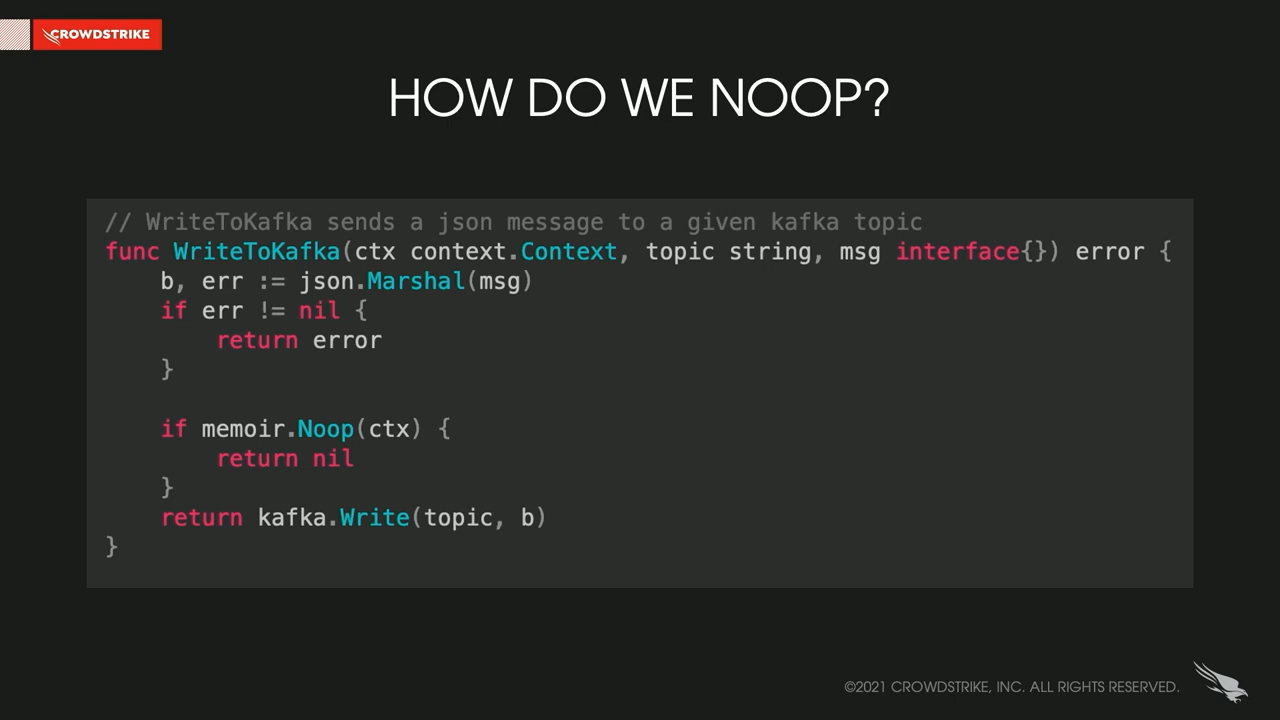 CROWDSTRIKE
HOW DO WE NOOP?
// WriteToKafka sends a json message to a given kafka topic
func WriteToKafka(ctx context.Context, topic string, msg interface{}) error {
    b, err := json.Marshal(msg)
    if err != nil {
        return error
    }

    if memoir.Noop(ctx) {
        return nil
    }
    return kafka.Write(topic, b)
}
©2021 CROWDSTRIKE, INC. ALL RIGHTS RESERVED.